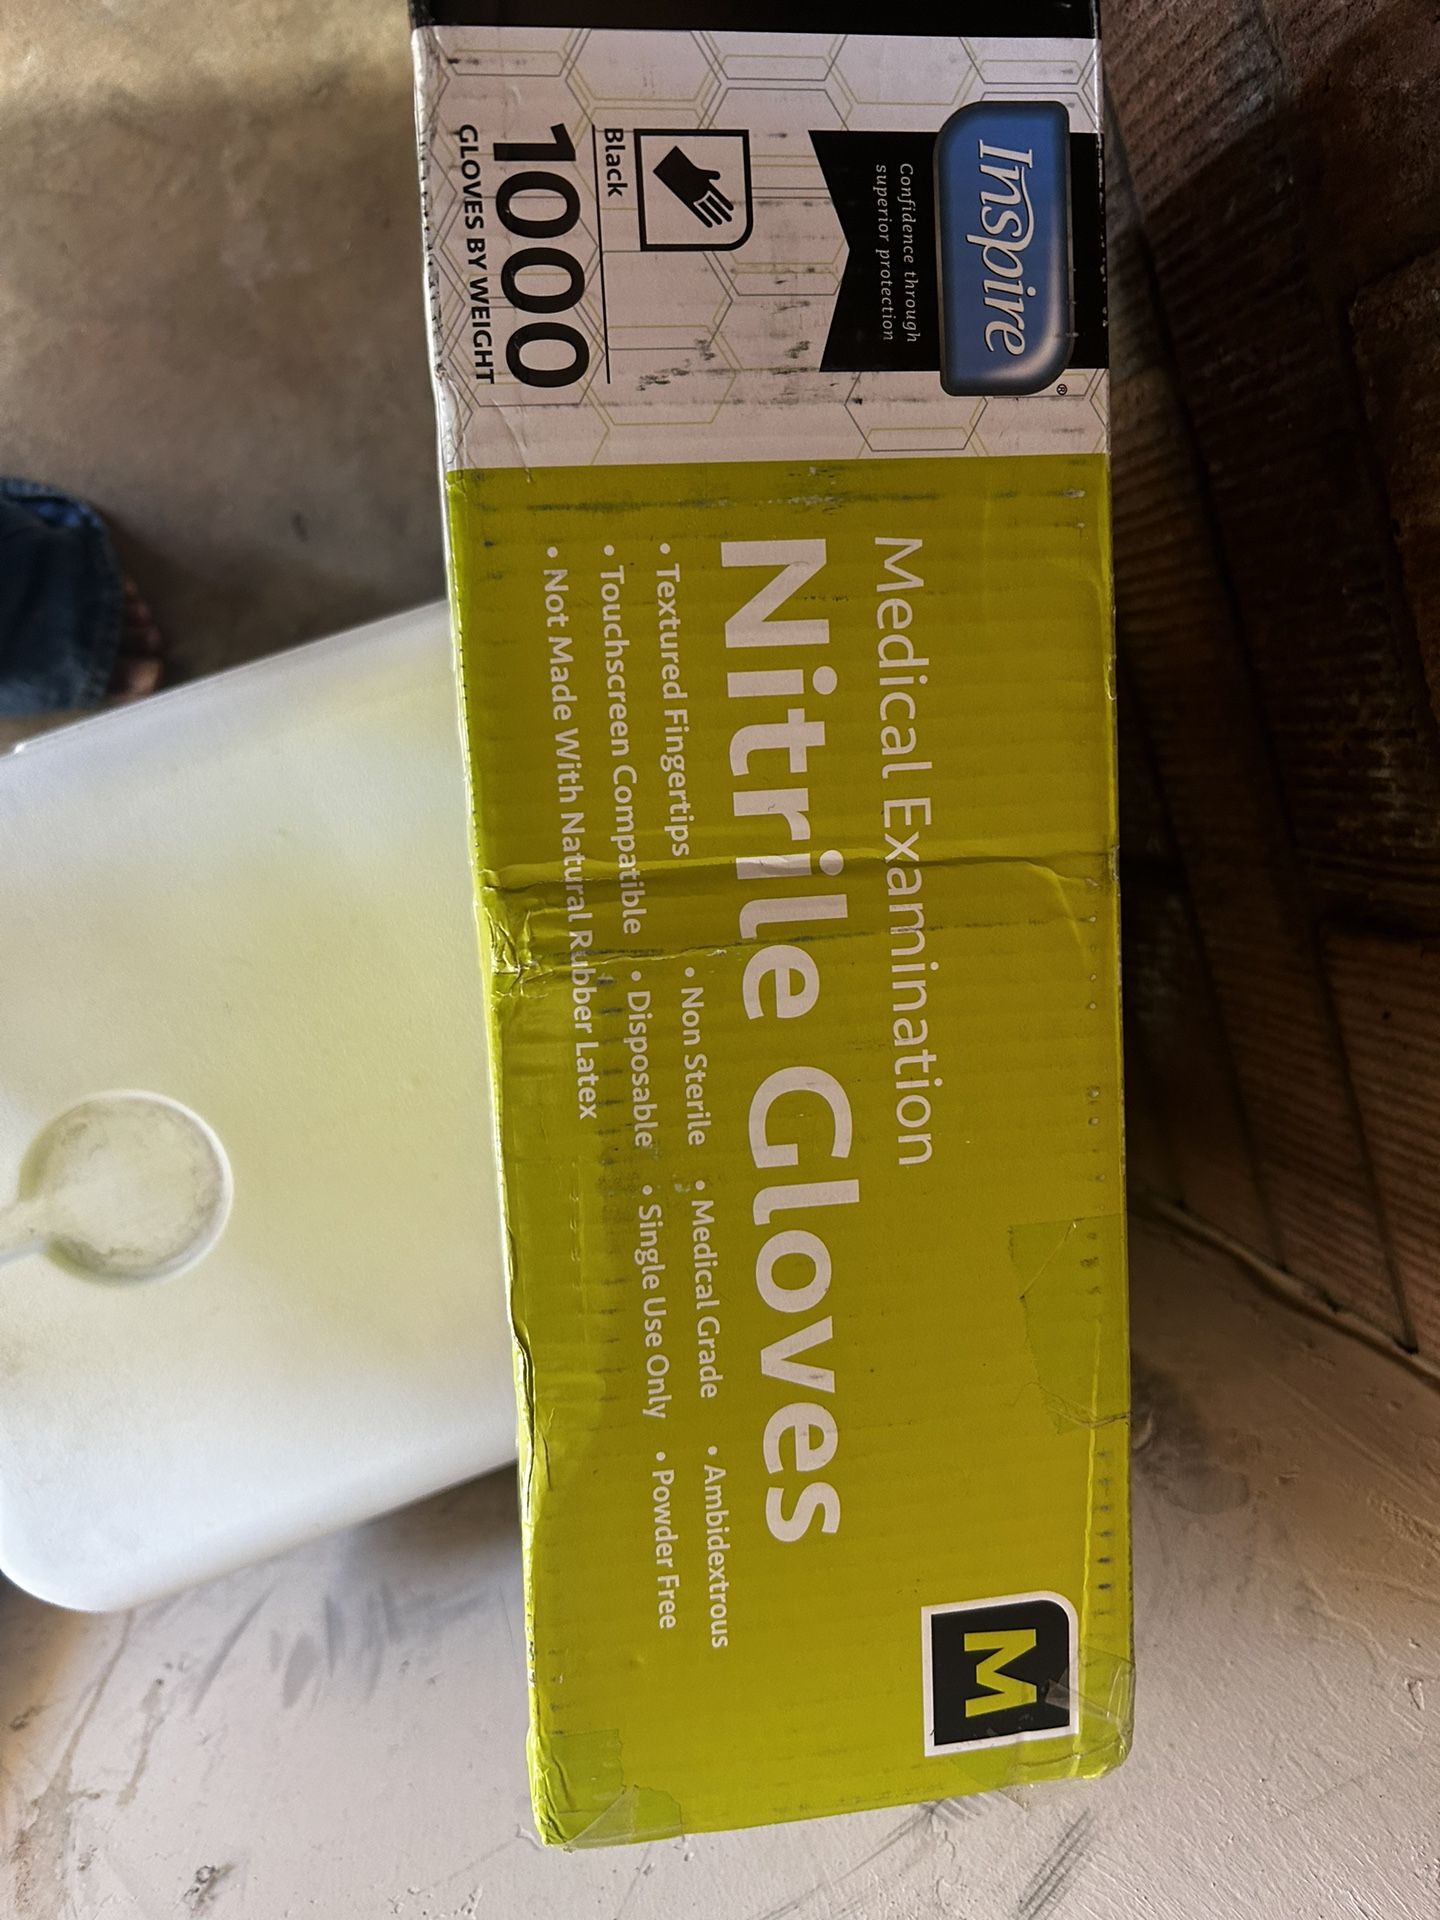 Inspire®
Confidence through
superior protection
Black
1000
GLOVES BY WEIGHT
Medical Examination
Nitrile Gloves
• Textured Fingertips • Non Sterile • Medical Grade • Ambidextrous
• Touchscreen Compatible • Disposable • Single Use Only • Powder Free
• Not Made With Natural Rubber Latex
M